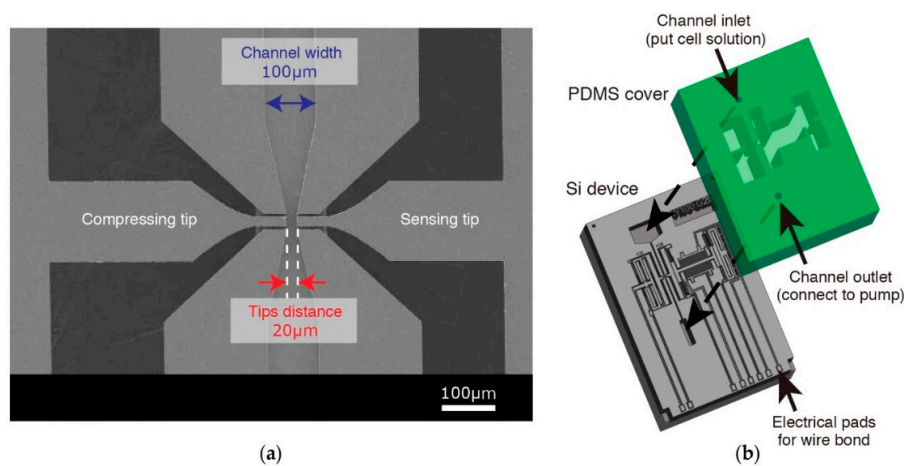 Channel width
100μm
Compressing tip
Sensing tip
Tips distance
20μm
100μm
(a)
Channel inlet
(put cell solution)
PDMS cover
Si device
Channel outlet
(connect to pump)
Electrical pads
for wire bond
(b)